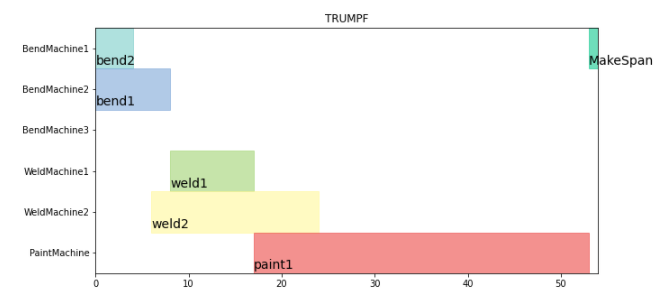 TRUMPF
BendMachine1
bend2
MakeSpan
BendMachine2
bend1
BendMachine3
WeldMachine1
weld1
WeldMachine2
weld2
PaintMachine
paint1
0 10 20 30 40 50